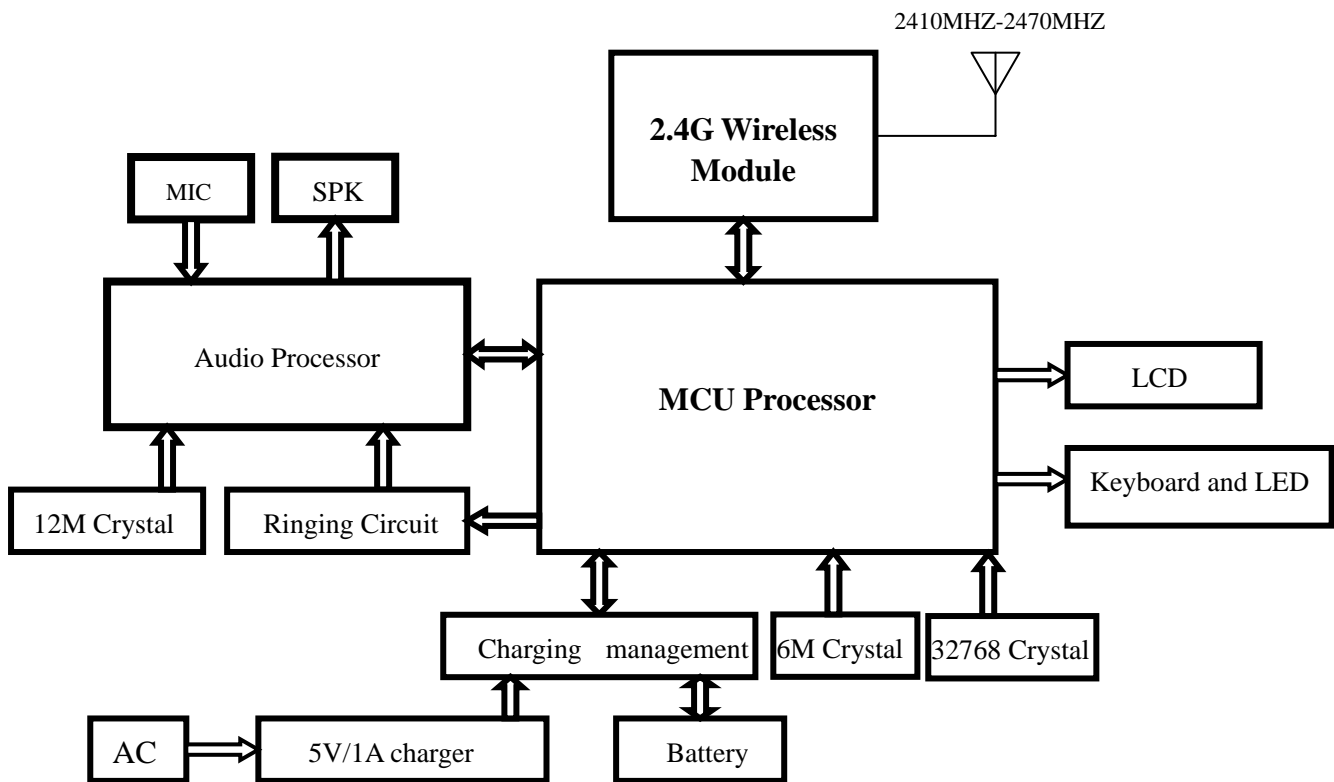 2410MHZ-2470MHZ
2.4G Wireless
Module
MIC
SPK
Audio Processor
MCU Processor
LCD
Keyboard and LED
12M Crystal
Ringing Circuit
Charging management
6M Crystal
32768 Crystal
AC
5V/1A charger
Battery